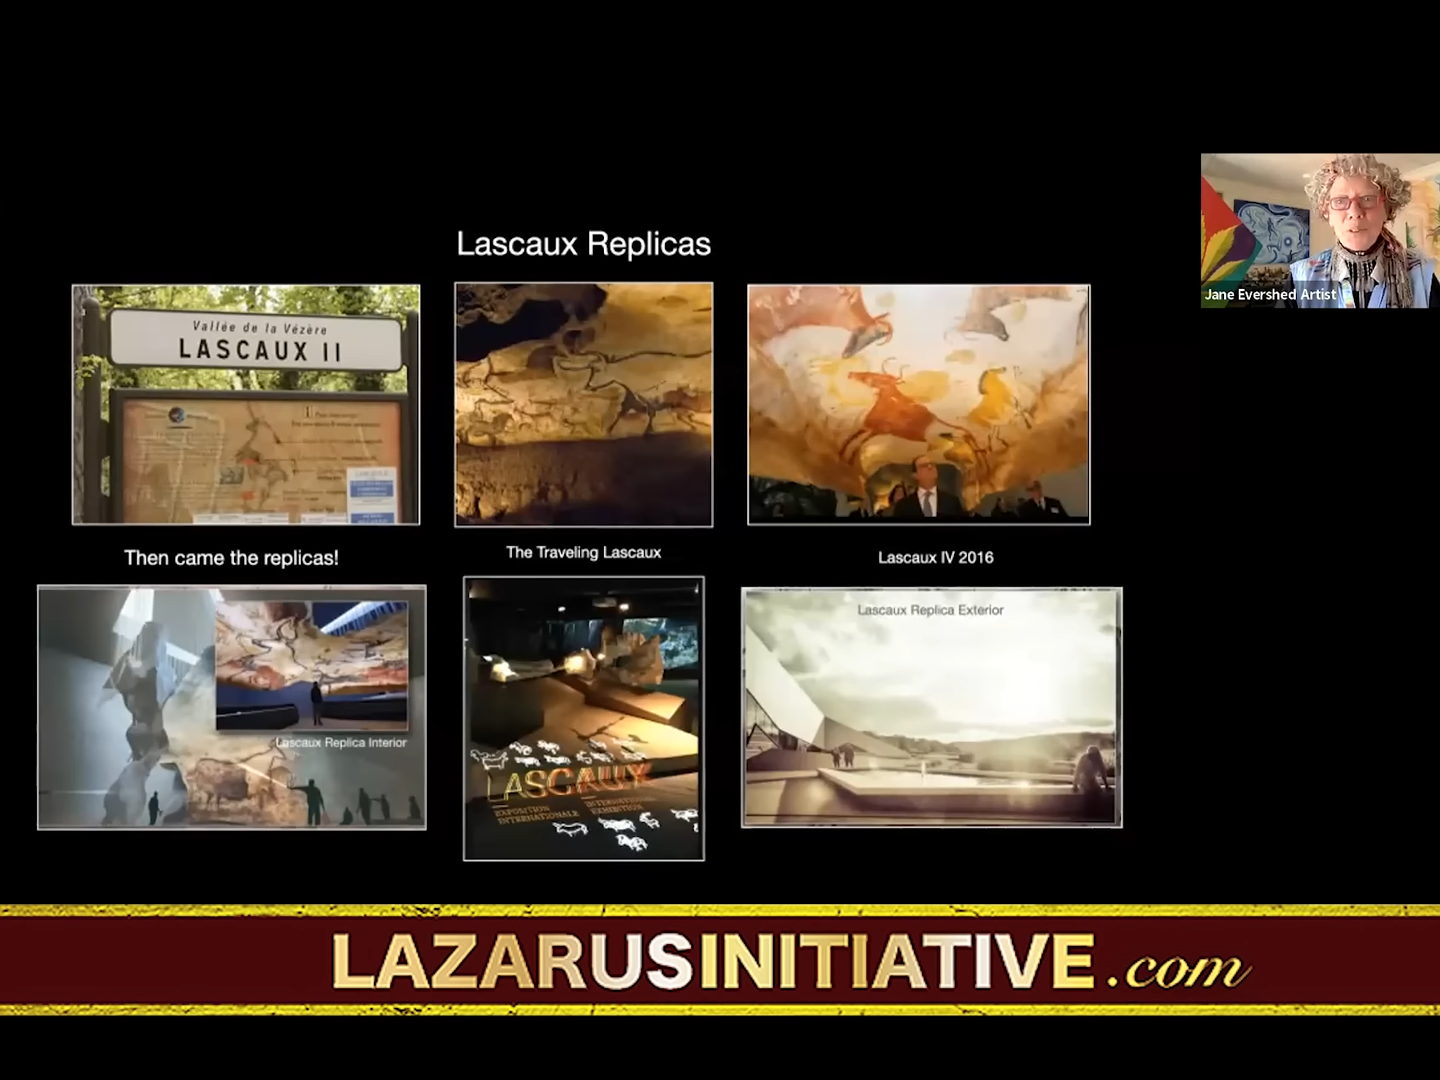 Lascaux Replicas
Vallée de la Vézère
LASCAUX II
Jane Evershed Artist
Then came the replicas!
The Traveling Lascaux
Lascaux IV 2016
Lascaux Replica Interior
LASCAUX
EXPOSITION INTERNATIONALE
INTERNATIONAL EXHIBITION
Lascaux Replica Exterior
LAZARUSINITIATIVE.com